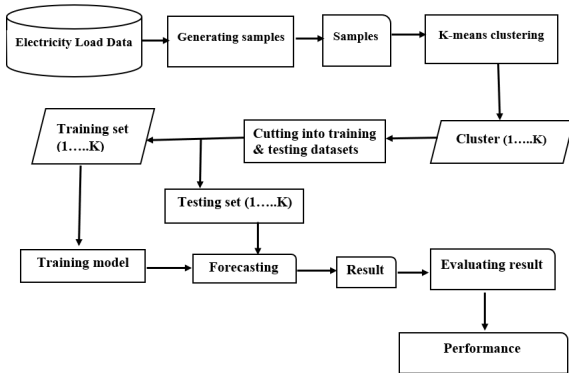 Electricity Load Data
Generating samples
Samples
K-means clustering
Training set
(1…..K)
Cutting into training
& testing datasets
Cluster (1…..K)
Testing set (1…..K)
Training model
Forecasting
Result
Evaluating result
Performance